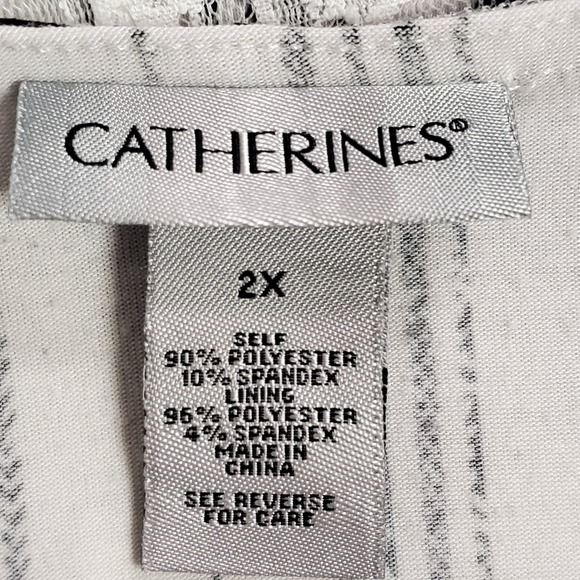 CATHERINES®
2X
SELF
90% POLYESTER
10% SPANDEX
LINING
96% POLYESTER
4% SPANDEX
MADE IN
CHINA
SEE REVERSE
FOR CARE